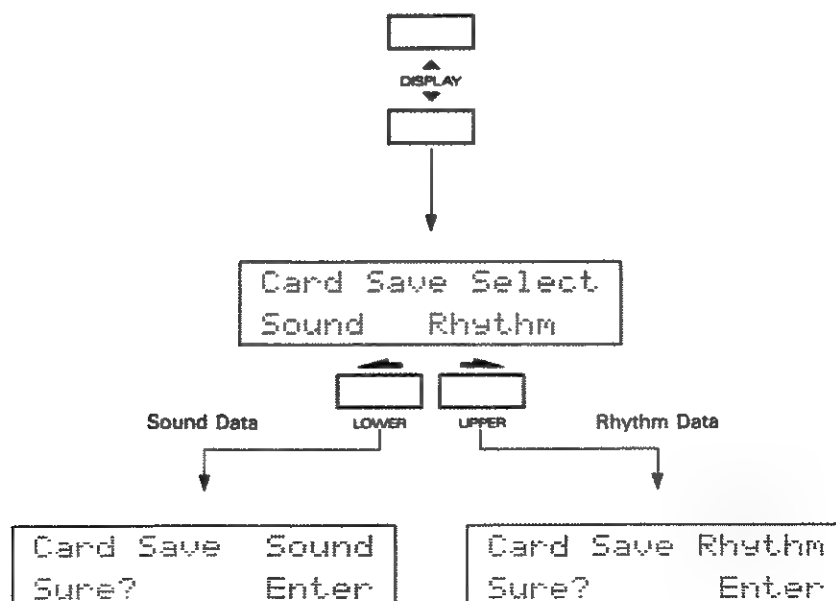 DISPLAY
Card Save Select
Sound Rhythm
LOWER UPPER
Sound Data
Rhythm Data
Card Save Sound
Sure? Enter
Card Save Rhythm
Sure? Enter